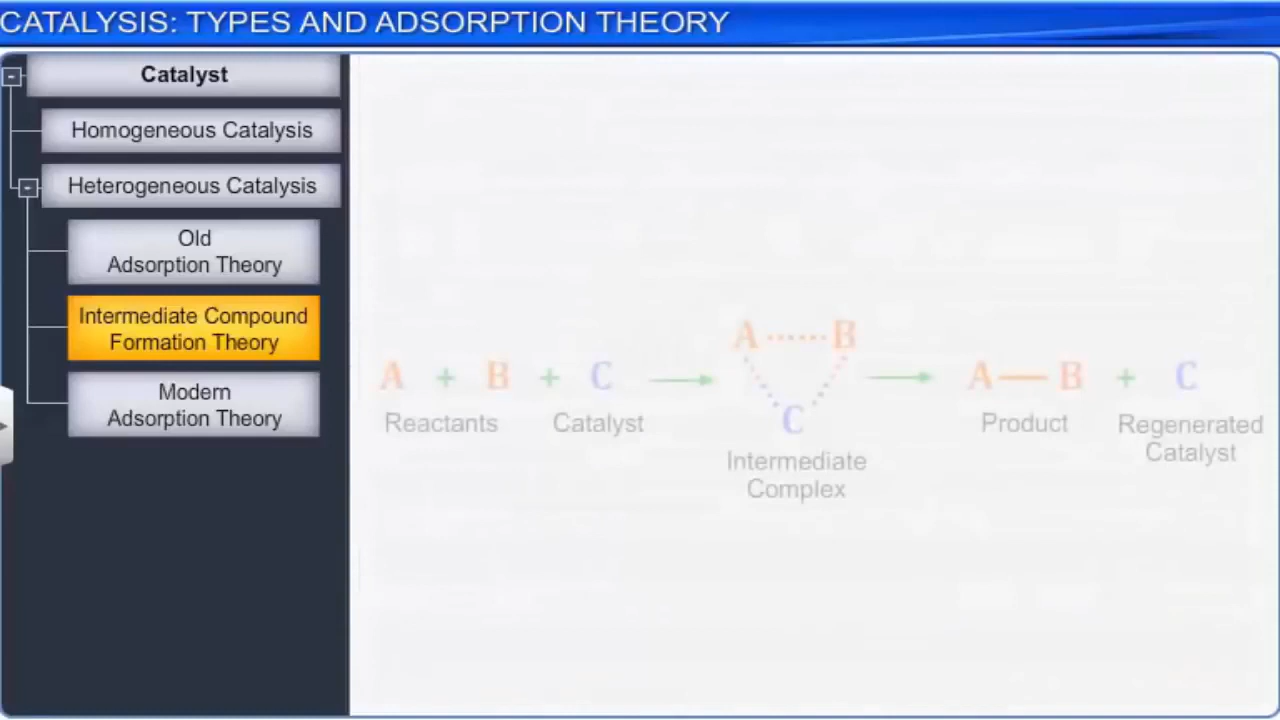 CATALYSIS: TYPES AND ADSORPTION THEORY
Catalyst
Homogeneous Catalysis
Heterogeneous Catalysis
Old
Adsorption Theory
Intermediate Compound
Formation Theory
Modern
Adsorption Theory
A ...... B
A + B + C → C A — B + C
Reactants Catalyst Product Regenerated
Catalyst
Intermediate
Complex